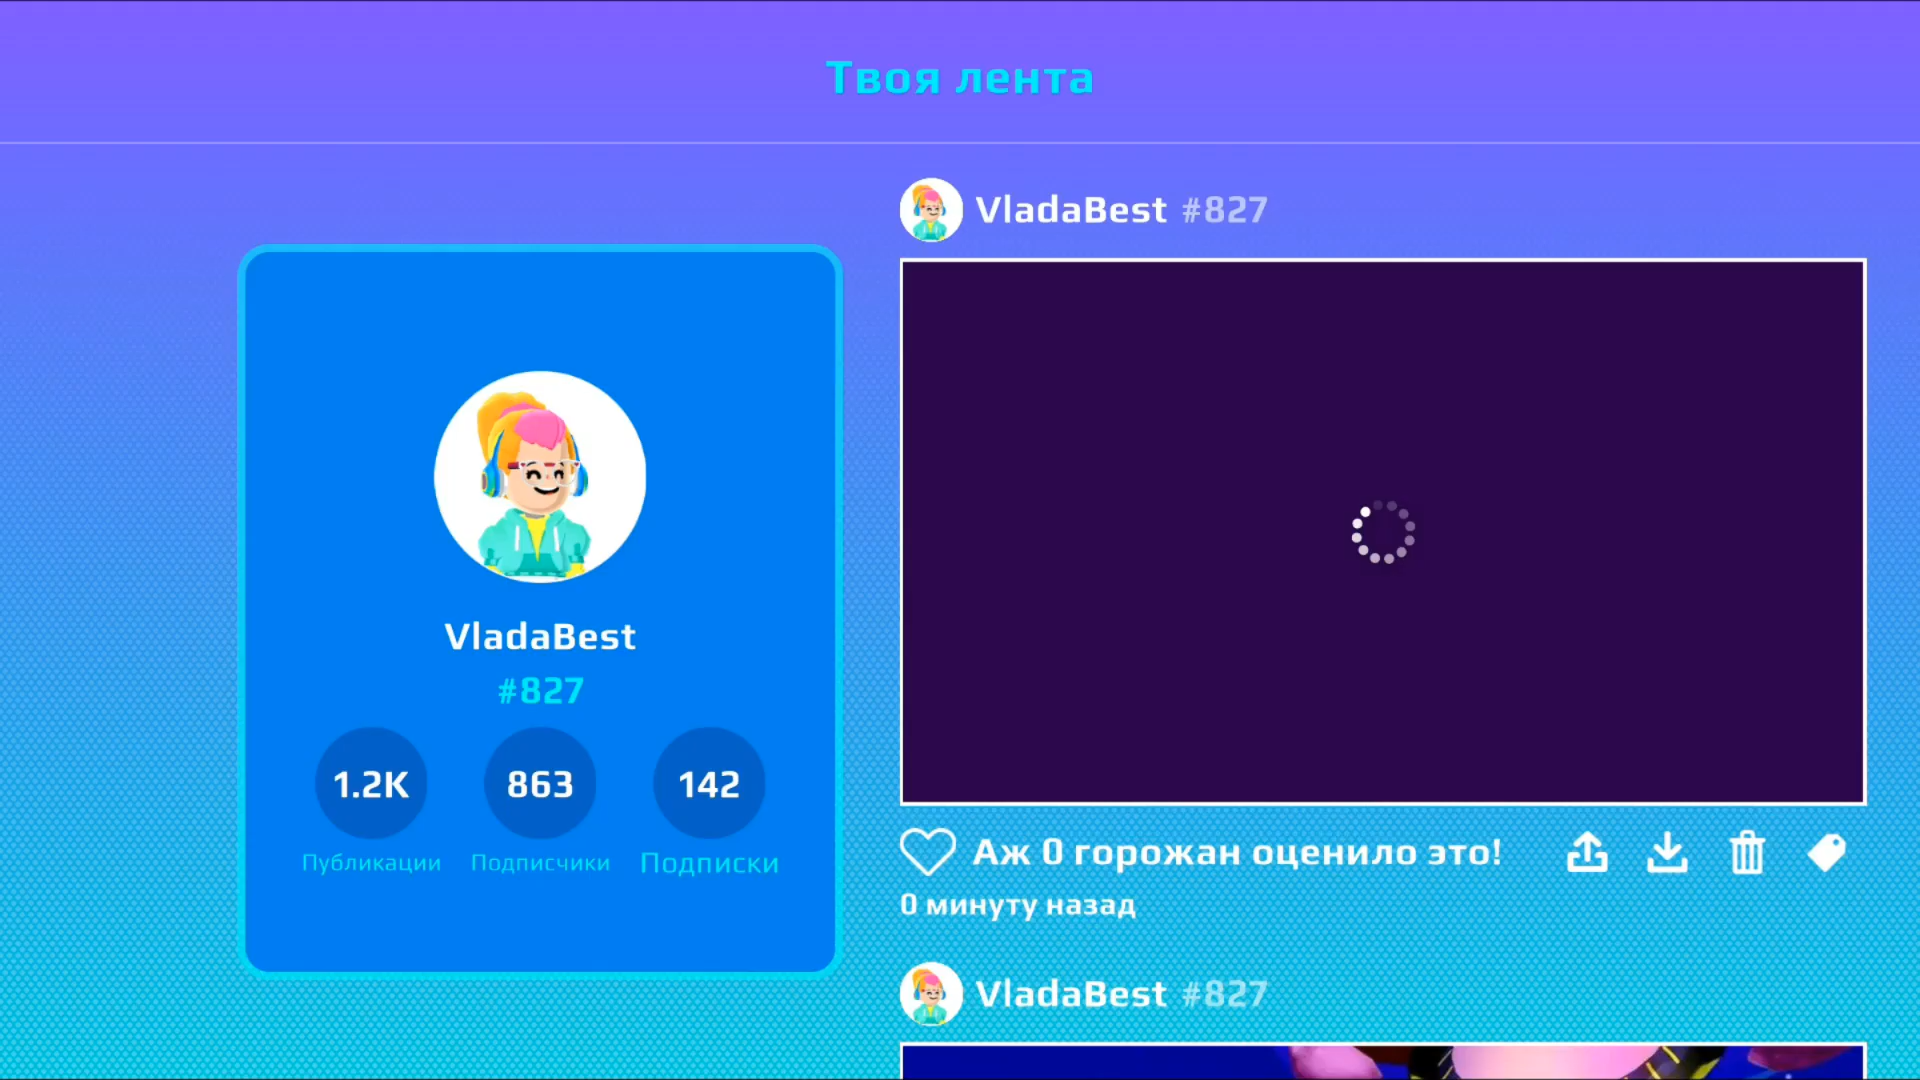 Твоя лента
VladaBest
#827
1.2K 863 142
Публикации Подписчики Подписки
VladaBest #827
Аж 0 горожан оценило это!
0 минуту назад
VladaBest #827